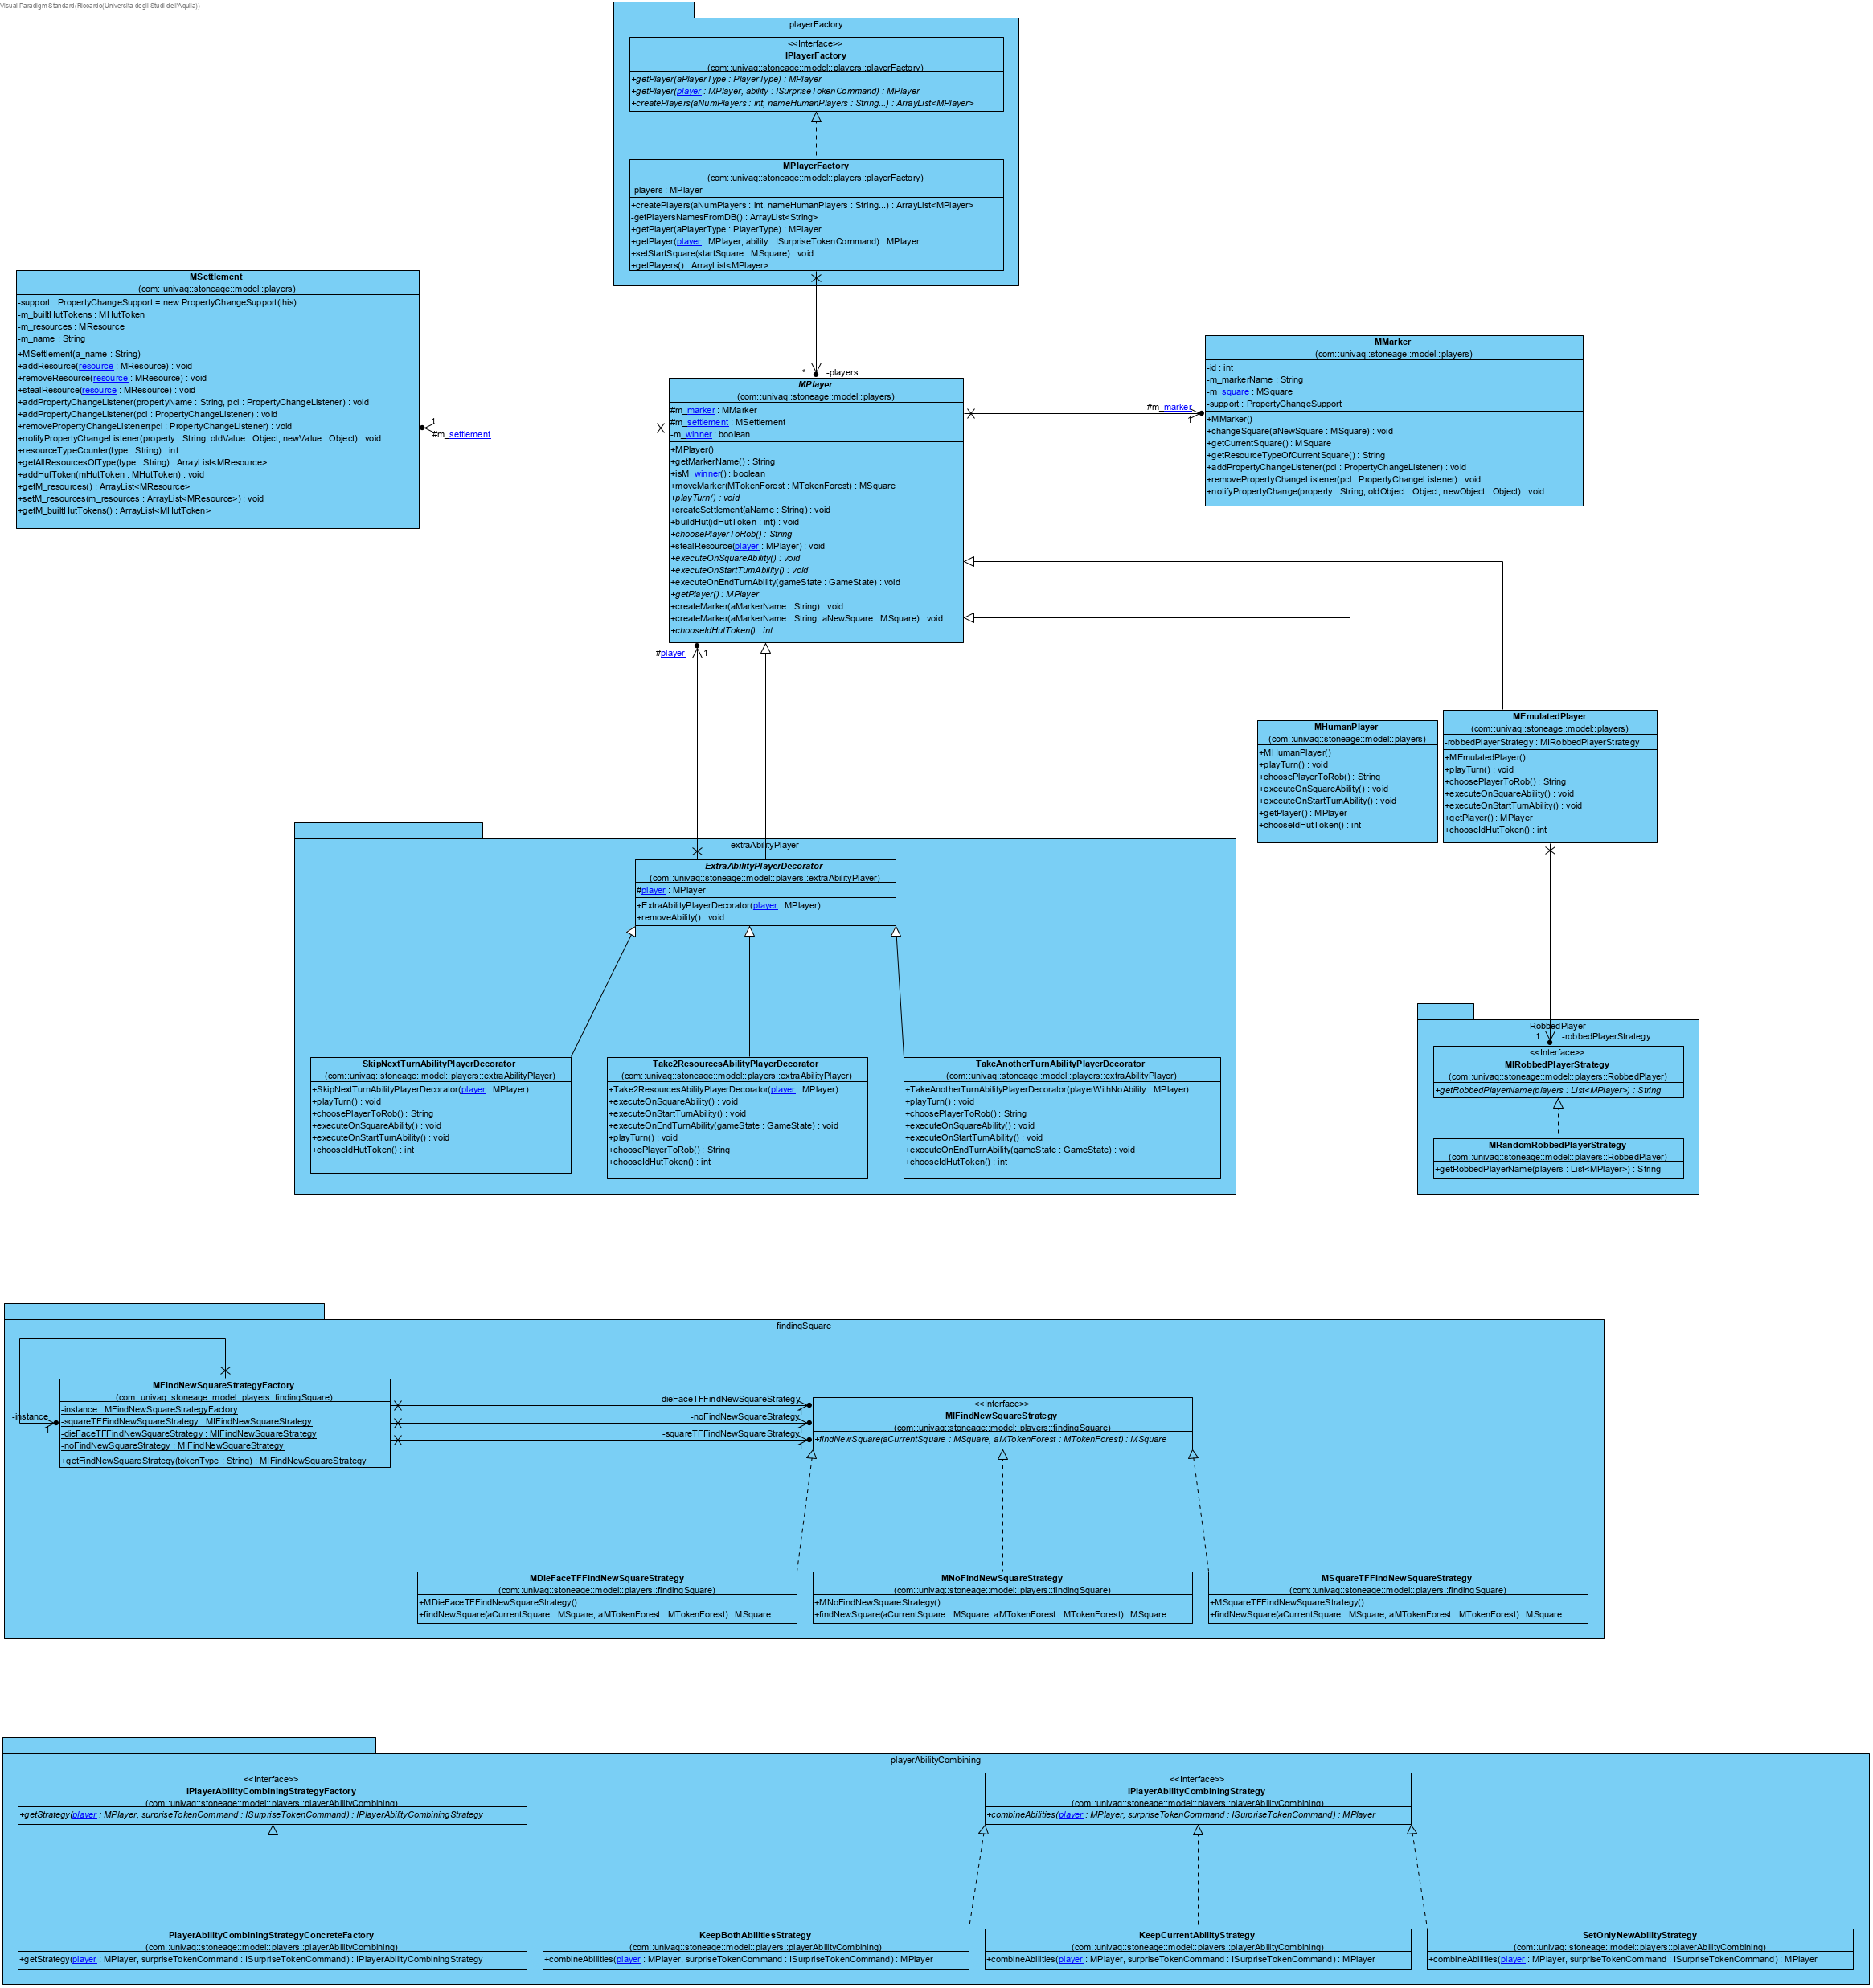 Visual Paradigm Standard(Riccardo(Universita degli Studi dell'Aquila))
playerFactory
<<Interface>>
IPlayerFactory
(com::univaq::stoneage::model::players::playerFactory)
+getPlayer(aPlayerType : PlayerType) : MPlayer
+getPlayer(player : MPlayer, ability : ISurpriseTokenCommand) : MPlayer
+createPlayers(aNumPlayers : int, nameHumanPlayers : String...) : ArrayList<MPlayer>
MPlayerFactory
(com::univaq::stoneage::model::players::playerFactory)
-players : MPlayer
+createPlayers(aNumPlayers : int, nameHumanPlayers : String...) : ArrayList<MPlayer>
-getPlayersNamesFromDB() : ArrayList<String>
+getPlayer(aPlayerType : PlayerType) : MPlayer
+getPlayer(player : MPlayer, ability : ISurpriseTokenCommand) : MPlayer
+setStartSquare(startSquare : MSquare) : void
+getPlayers() : ArrayList<MPlayer>
MSettlement
(com::univaq::stoneage::model::players)
-support : PropertyChangeSupport = new PropertyChangeSupport(this)
-m_builtHutTokens : MHutToken
-m_resources : MResource
-m_name : String
+MSettlement(a_name : String)
+addResource(resource : MResource) : void
+removeResource(resource : MResource) : void
+stealResource(resource : MResource) : void
+addPropertyChangeListener(propertyName : String, pcl : PropertyChangeListener) : void
+addPropertyChangeListener(pcl : PropertyChangeListener) : void
+removePropertyChangeListener(pcl : PropertyChangeListener) : void
+notifyPropertyChangeListener(property : String, oldValue : Object, newValue : Object) : void
+resourceTypeCounter(type : String) : int
+getAllResourcesOfType(type : String) : ArrayList<MResource>
+addHutToken(mHutToken : MHutToken) : void
+getM_resources() : ArrayList<MResource>
+setM_resources(m_resources : ArrayList<MResource>) : void
+getM_builtHutTokens() : ArrayList<MHutToken>
1
#m_settlement
*
-players
MPlayer
(com::univaq::stoneage::model::players)
#m_marker : MMarker
#m_settlement : MSettlement
-m_winner : boolean
+MPlayer()
+getMarkerName() : String
+isM_winner() : boolean
+moveMarker(MTokenForest : MTokenForest) : MSquare
+playTurn() : void
+createSettlement(aName : String) : void
+buildHut(idHutToken : int) : void
+choosePlayerToRob() : String
+stealResource(player : MPlayer) : void
+executeOnSquareAbility() : void
+executeOnStartTurnAbility() : void
+executeOnEndTurnAbility(gameState : GameState) : void
+getPlayer() : MPlayer
+createMarker(aMarkerName : String) : void
+createMarker(aMarkerName : String, aNewSquare : MSquare) : void
+chooseIdHutToken() : int
#m_marker
1
MMarker
(com::univaq::stoneage::model::players)
-id : int
-m_markerName : String
-m_square : MSquare
-support : PropertyChangeSupport
+MMarker()
+changeSquare(aNewSquare : MSquare) : void
+getCurrentSquare() : MSquare
+getResourceTypeOfCurrentSquare() : String
+addPropertyChangeListener(pcl : PropertyChangeListener) : void
+removePropertyChangeListener(pcl : PropertyChangeListener) : void
+notifyPropertyChange(property : String, oldObject : Object, newObject : Object) : void
#player
1
MHumanPlayer
(com::univaq::stoneage::model::players)
+MHumanPlayer()
+playTurn() : void
+choosePlayerToRob() : String
+executeOnSquareAbility() : void
+executeOnStartTurnAbility() : void
+getPlayer() : MPlayer
+chooseIdHutToken() : int
MEmulatedPlayer
(com::univaq::stoneage::model::players)
-robbedPlayerStrategy : MIRobbedPlayerStrategy
+MEmulatedPlayer()
+playTurn() : void
+choosePlayerToRob() : String
+executeOnSquareAbility() : void
+executeOnStartTurnAbility() : void
+getPlayer() : MPlayer
+chooseIdHutToken() : int
extraAbilityPlayer
ExtraAbilityPlayerDecorator
(com::univaq::stoneage::model::players::extraAbilityPlayer)
#player : MPlayer
+ExtraAbilityPlayerDecorator(player : MPlayer)
+removeAbility() : void
SkipNextTurnAbilityPlayerDecorator
(com::univaq::stoneage::model::players::extraAbilityPlayer)
+SkipNextTurnAbilityPlayerDecorator(player : MPlayer)
+playTurn() : void
+choosePlayerToRob() : String
+executeOnSquareAbility() : void
+executeOnStartTurnAbility() : void
+chooseIdHutToken() : int
Take2ResourcesAbilityPlayerDecorator
(com::univaq::stoneage::model::players::extraAbilityPlayer)
+Take2ResourcesAbilityPlayerDecorator(player : MPlayer)
+executeOnSquareAbility() : void
+executeOnStartTurnAbility() : void
+executeOnEndTurnAbility(gameState : GameState) : void
+playTurn() : void
+choosePlayerToRob() : String
+chooseIdHutToken() : int
TakeAnotherTurnAbilityPlayerDecorator
(com::univaq::stoneage::model::players::extraAbilityPlayer)
+TakeAnotherTurnAbilityPlayerDecorator(playerWithNoAbility : MPlayer)
+playTurn() : void
+choosePlayerToRob() : String
+executeOnSquareAbility() : void
+executeOnStartTurnAbility() : void
+executeOnEndTurnAbility(gameState : GameState) : void
+chooseIdHutToken() : int
RobbedPlayer
1
-robbedPlayerStrategy
<<Interface>>
MIRobbedPlayerStrategy
(com::univaq::stoneage::model::players::RobbedPlayer)
+getRobbedPlayerName(players : List<MPlayer>) : String
MRandomRobbedPlayerStrategy
(com::univaq::stoneage::model::players::RobbedPlayer)
+getRobbedPlayerName(players : List<MPlayer>) : String
findingSquare
MFindNewSquareStrategyFactory
(com::univaq::stoneage::model::players::findingSquare)
-instance : MFindNewSquareStrategyFactory
-squareTFFindNewSquareStrategy : MIFindNewSquareStrategy
-dieFaceTFFindNewSquareStrategy : MIFindNewSquareStrategy
-noFindNewSquareStrategy : MIFindNewSquareStrategy
+getFindNewSquareStrategy(tokenType : String) : MIFindNewSquareStrategy
-instance
1
-dieFaceTFFindNewSquareStrategy
1
-noFindNewSquareStrategy
1
-squareTFFindNewSquareStrategy
1
<<Interface>>
MIFindNewSquareStrategy
(com::univaq::stoneage::model::players::findingSquare)
+findNewSquare(aCurrentSquare : MSquare, aMTokenForest : MTokenForest) : MSquare
MDieFaceTFFindNewSquareStrategy
(com::univaq::stoneage::model::players::findingSquare)
+MDieFaceTFFindNewSquareStrategy()
+findNewSquare(aCurrentSquare : MSquare, aMTokenForest : MTokenForest) : MSquare
MNoFindNewSquareStrategy
(com::univaq::stoneage::model::players::findingSquare)
+MNoFindNewSquareStrategy()
+findNewSquare(aCurrentSquare : MSquare, aMTokenForest : MTokenForest) : MSquare
MSquareTFFindNewSquareStrategy
(com::univaq::stoneage::model::players::findingSquare)
+MSquareTFFindNewSquareStrategy()
+findNewSquare(aCurrentSquare : MSquare, aMTokenForest : MTokenForest) : MSquare
playerAbilityCombining
<<Interface>>
IPlayerAbilityCombiningStrategyFactory
(com::univaq::stoneage::model::players::playerAbilityCombining)
+getStrategy(player : MPlayer, surpriseTokenCommand : ISurpriseTokenCommand) : IPlayerAbilityCombiningStrategy
<<Interface>>
IPlayerAbilityCombiningStrategy
(com::univaq::stoneage::model::players::playerAbilityCombining)
+combineAbilities(player : MPlayer, surpriseTokenCommand : ISurpriseTokenCommand) : MPlayer
PlayerAbilityCombiningStrategyConcreteFactory
(com::univaq::stoneage::model::players::playerAbilityCombining)
+getStrategy(player : MPlayer, surpriseTokenCommand : ISurpriseTokenCommand) : IPlayerAbilityCombiningStrategy
KeepBothAbilitiesStrategy
(com::univaq::stoneage::model::players::playerAbilityCombining)
+combineAbilities(player : MPlayer, surpriseTokenCommand : ISurpriseTokenCommand) : MPlayer
KeepCurrentAbilityStrategy
(com::univaq::stoneage::model::players::playerAbilityCombining)
+combineAbilities(player : MPlayer, surpriseTokenCommand : ISurpriseTokenCommand) : MPlayer
SetOnlyNewAbilityStrategy
(com::univaq::stoneage::model::players::playerAbilityCombining)
+combineAbilities(player : MPlayer, surpriseTokenCommand : ISurpriseTokenCommand) : MPlayer